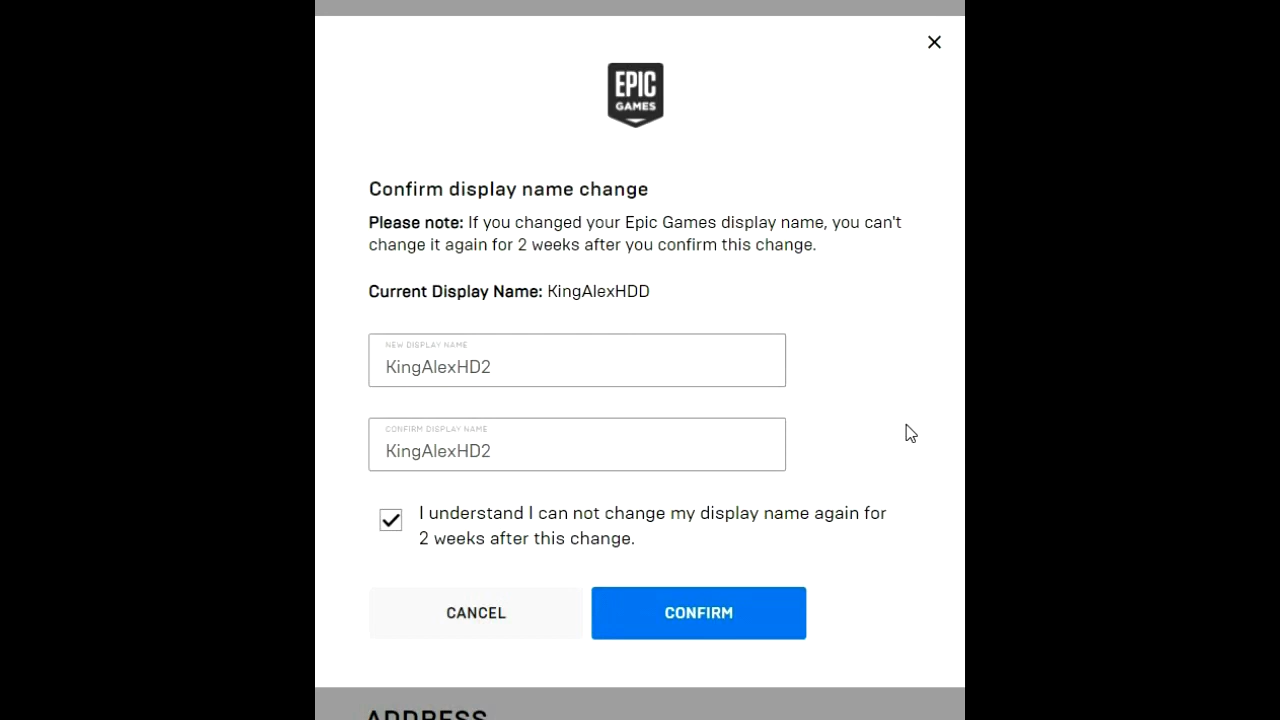 EPIC
GAMES
Confirm display name change
Please note: If you changed your Epic Games display name, you can't
change it again for 2 weeks after you confirm this change.
Current Display Name: KingAlexHDD
NEW DISPLAY NAME
KingAlexHD2
CONFIRM DISPLAY NAME
KingAlexHD2
I understand I can not change my display name again for
2 weeks after this change.
CANCEL CONFIRM
ADDRESS